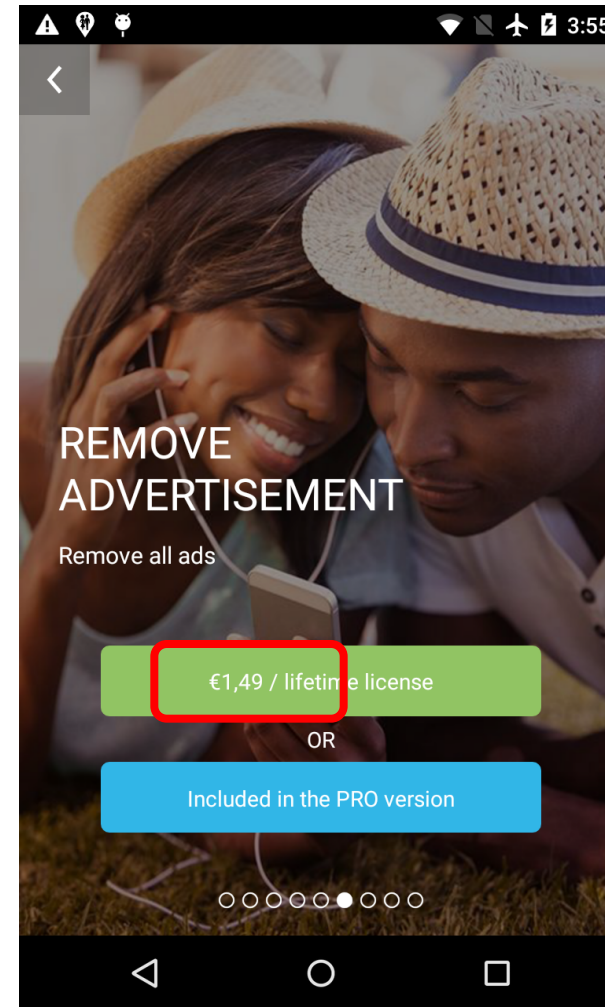 3:55
REMOVE
ADVERTISEMENT
Remove all ads
€1,49 / lifetime license
OR
Included in the PRO version